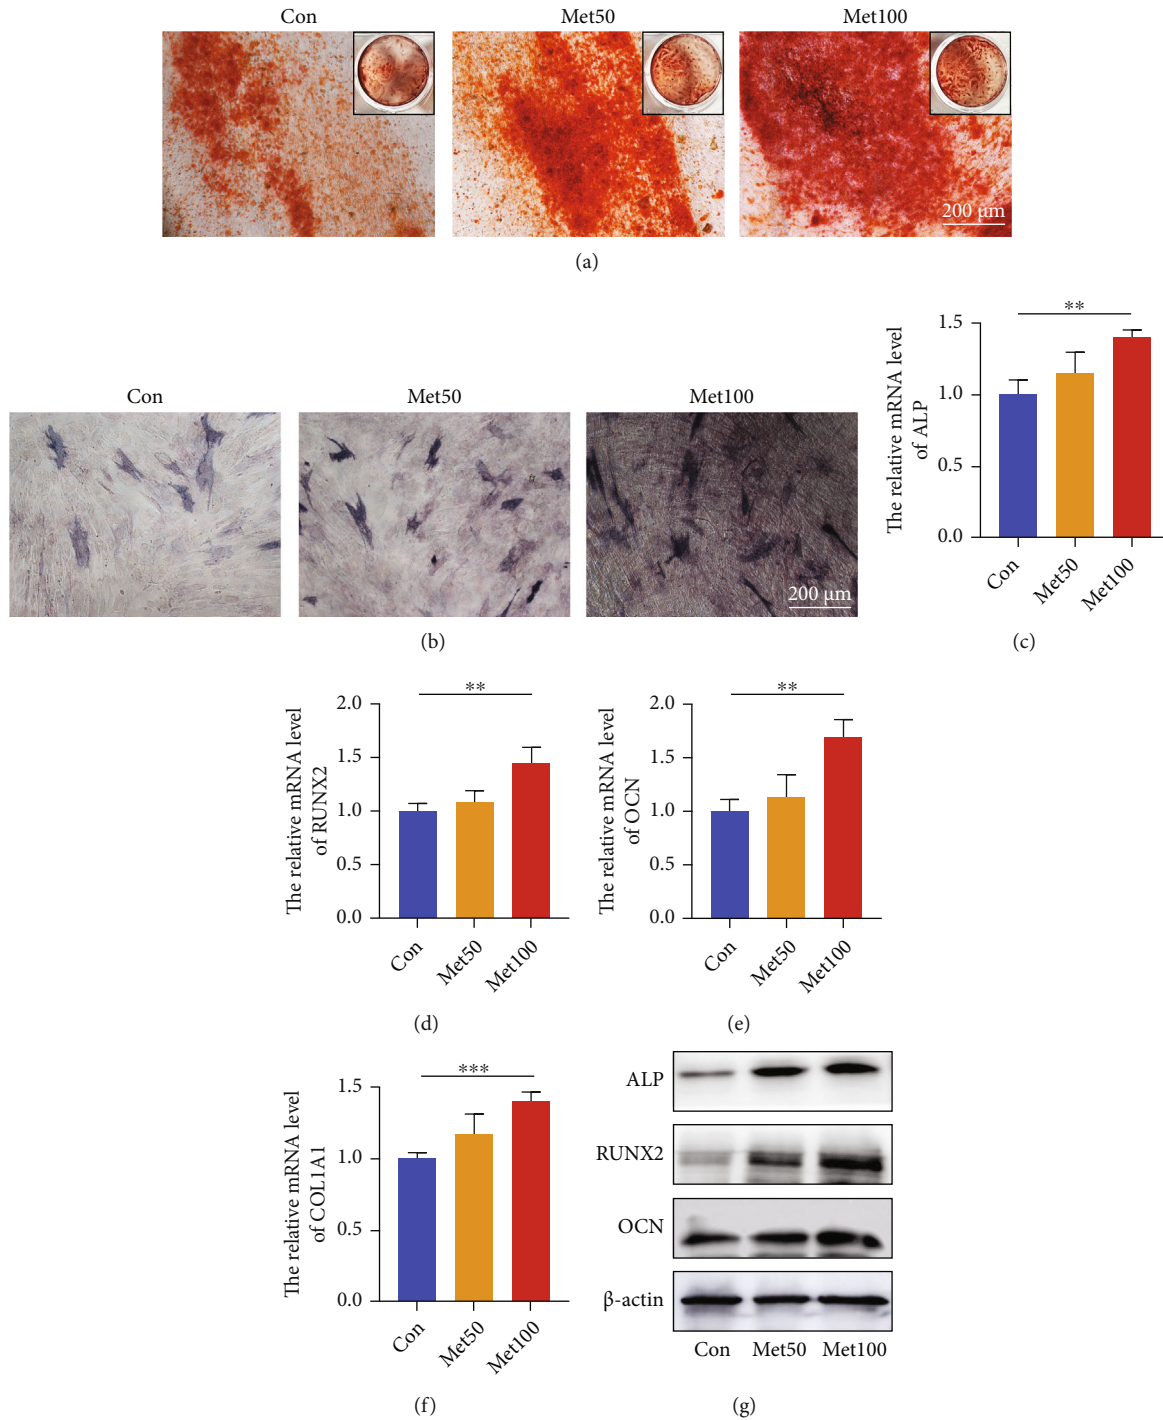 Con
Met50
Met100
200 μm
(a)
Con
Met50
Met100
200 μm
(b)
The relative mRNA level
of ALP
1.5
1.0
0.5
0.0
**
Con
Met50
Met100
(c)
The relative mRNA level
of RUNX2
2.0
1.5
1.0
0.5
0.0
**
Con
Met50
Met100
(d)
The relative mRNA level
of OCN
2.0
1.5
1.0
0.5
0.0
**
Con
Met50
Met100
(e)
The relative mRNA level
of COL1A1
1.5
1.0
0.5
0.0
***
Con
Met50
Met100
(f)
ALP
RUNX2
OCN
β-actin
Con Met50 Met100
(g)